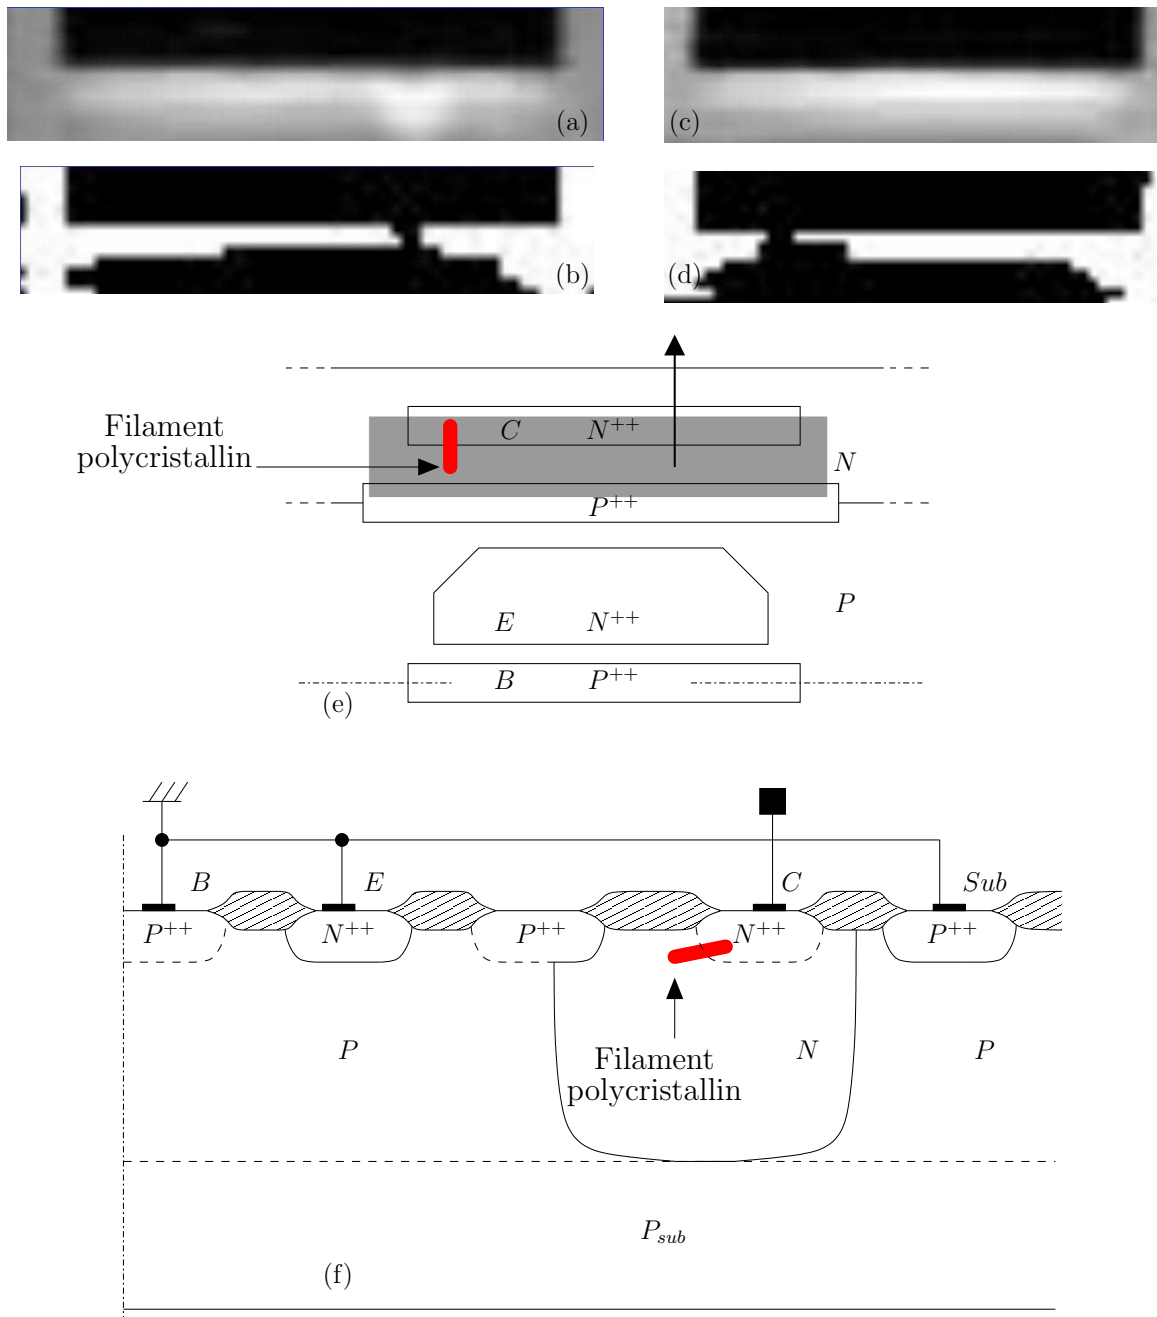 (a)
(c)
(b)
(d)
Filament
polycristallin
C N++
N
P++
P
E N++
B P++
(e)
B E C Sub
P++ N++ P++ N++ P++
P Filament N P
polycristallin
Psub
(f)